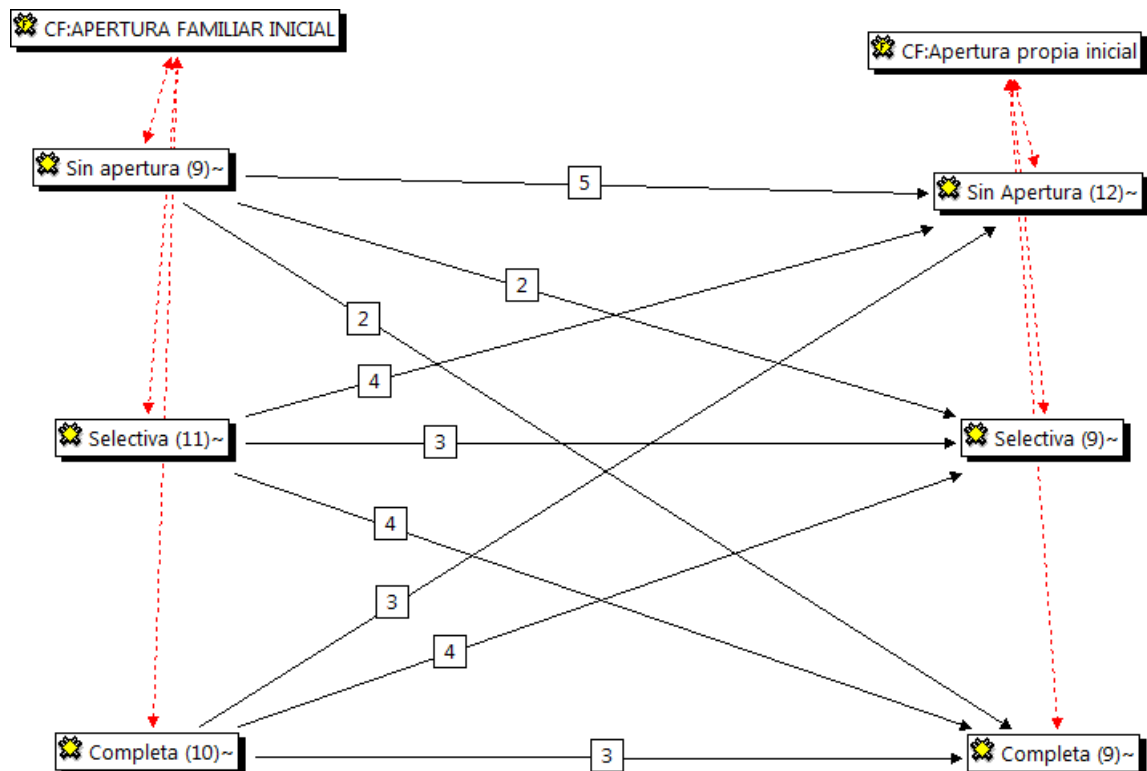 CF:APERTURA FAMILIAR INICIAL
CF:Apertura propia inicial
Sin apertura (9)~
5
Sin Apertura (12)~
2
2
4
Selectiva (11)~
3
Selectiva (9)~
4
3
4
Completa (10)~
3
Completa (9)~